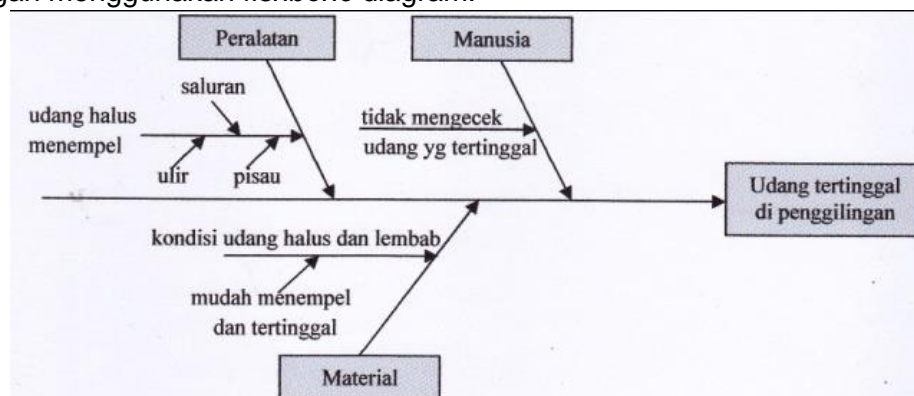 menggunakan fishbone diagram.
Peralatan
Manusia
saluran
udang halus
menempel
ulir
pisau
tidak mengecek
udang yg tertinggal
Udang tertinggal
di penggilingan
kondisi udang halus dan lembab
mudah menempel
dan tertinggal
Material